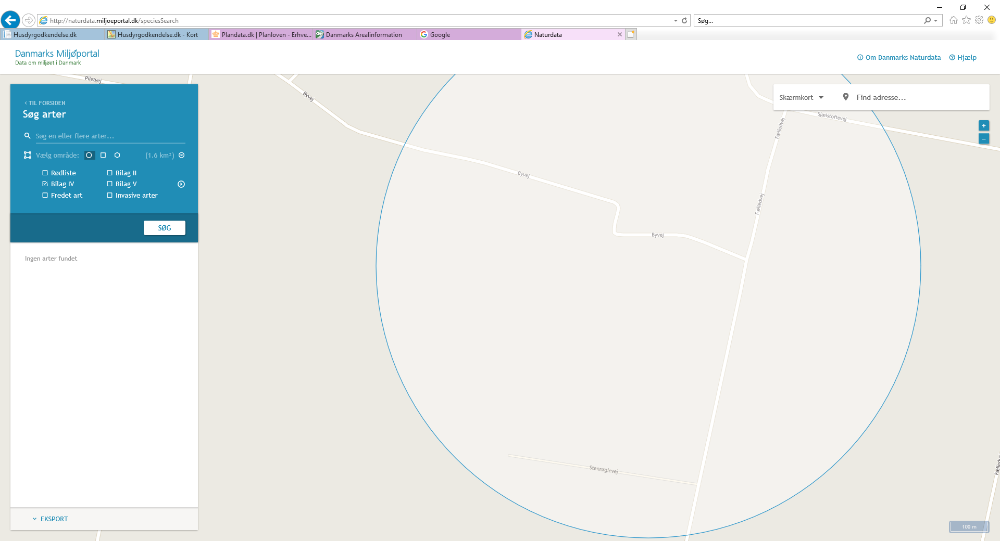 http://naturdata.miljoeportal.dk/speciesSearch
Søg...
Husdyrgodkendelse.dk
Husdyrgodkendelse.dk - Kort
Plandata.dk | Planloven - Erhve...
Danmarks Arealinformation
Google
Naturdata
Danmarks Miljøportal
Data om miljøet i Danmark
Om Danmarks Naturdata
Hjælp
TIL FORSIDEN
Søg arter
Søg en eller flere arter...
Vælg område:
(1.6 km²)
Rødliste
Bilag II
Bilag IV
Bilag V
Fredet art
Invasive arter
SØG
Ingen arter fundet
EKSPORT
Skærmkort
Find adresse...
+
–
Piletvej
Byvej
Sjælstoftevej
Fælledvej
Byvej
Fælledvej
Byvej
Stenrøglevej
Fælledvej
100 m